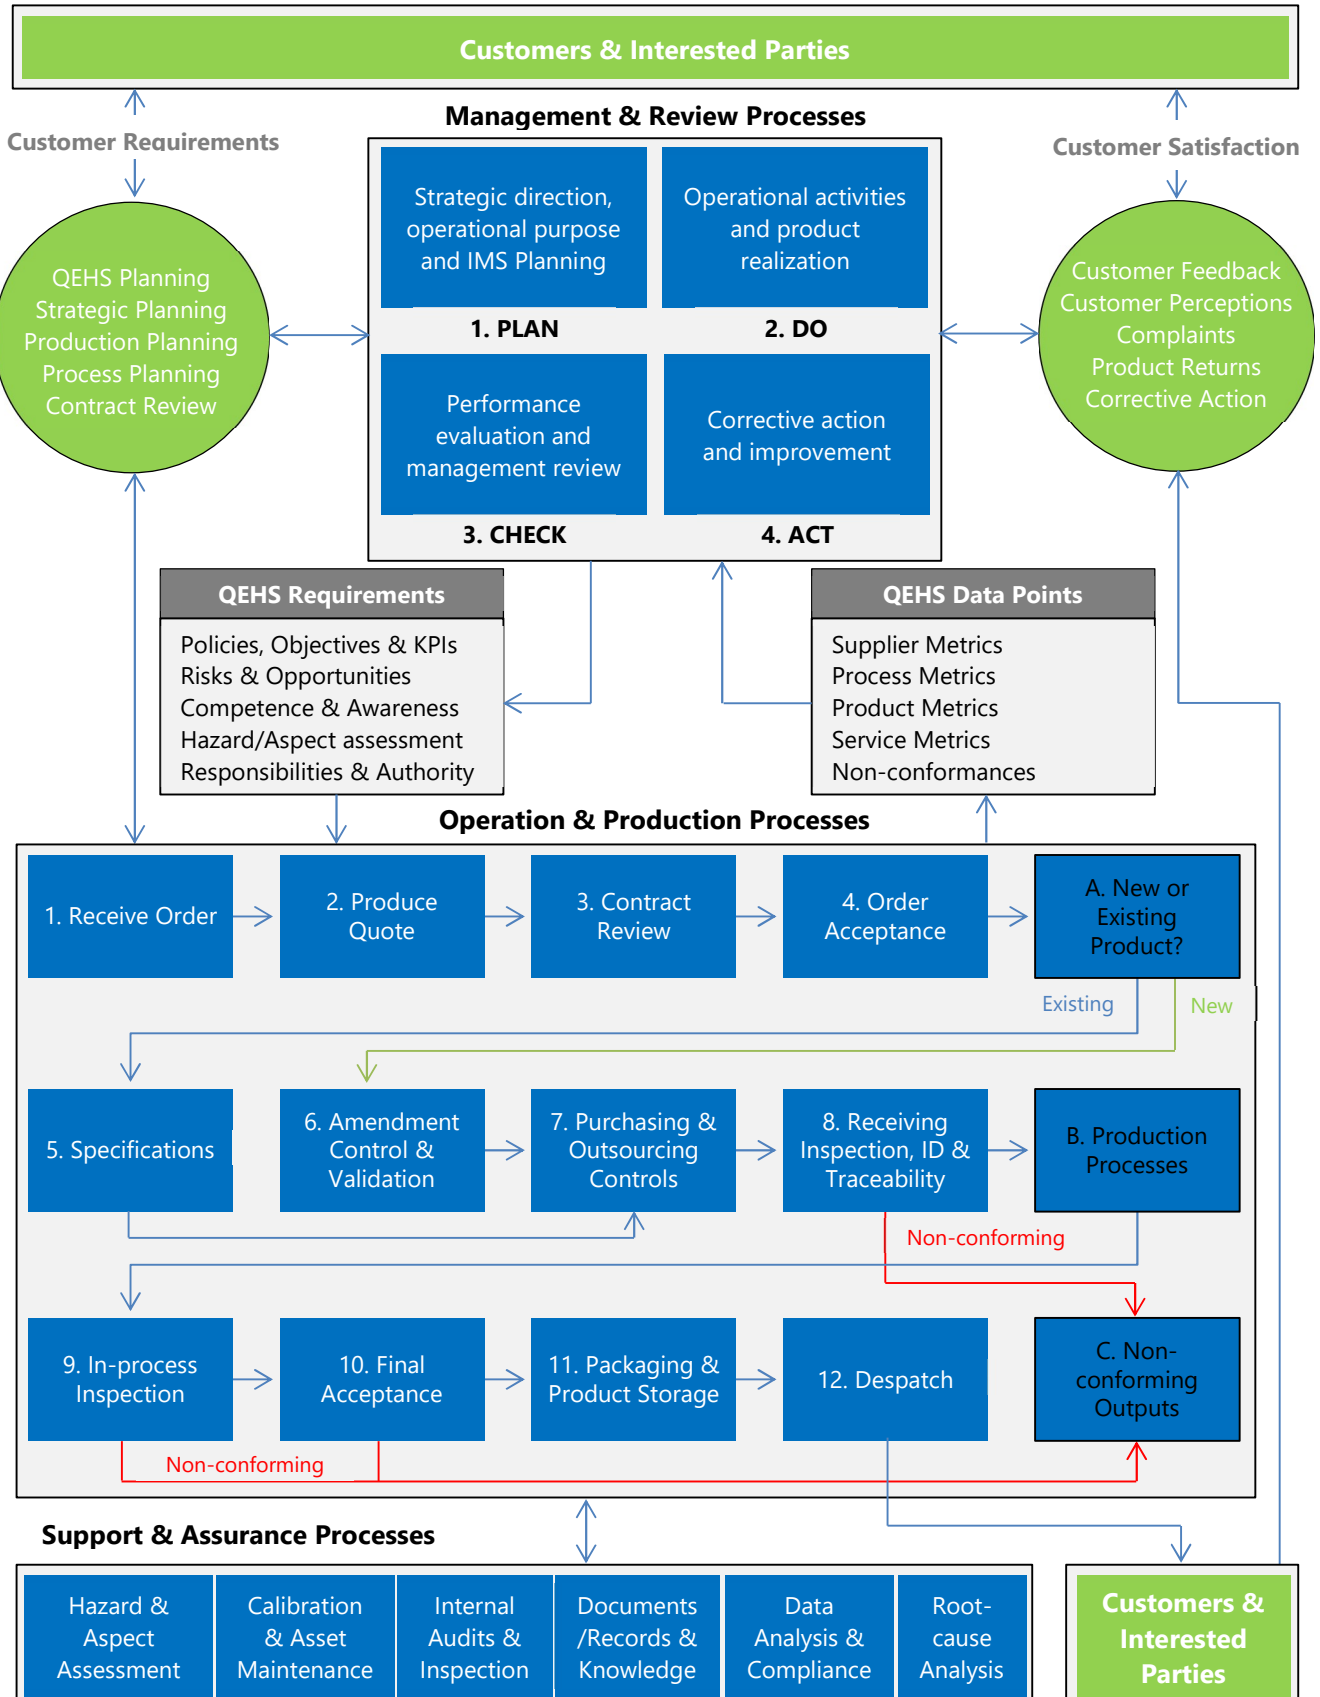 Customers & Interested Parties
Management & Review Processes
Customer Requirements
Customer Satisfaction
Strategic direction,
operational purpose
and IMS Planning
1. PLAN
Operational activities
and product
realization
2. DO
QEHS Planning
Strategic Planning
Production Planning
Process Planning
Contract Review
Customer Feedback
Customer Perceptions
Complaints
Product Returns
Corrective Action
Performance
evaluation and
management review
3. CHECK
Corrective action
and improvement
4. ACT
QEHS Requirements
Policies, Objectives & KPIs
Risks & Opportunities
Competence & Awareness
Hazard/Aspect assessment
Responsibilities & Authority
QEHS Data Points
Supplier Metrics
Process Metrics
Product Metrics
Service Metrics
Non-conformances
Operation & Production Processes
1. Receive Order
2. Produce
Quote
3. Contract
Review
4. Order
Acceptance
A. New or
Existing
Product?
Existing
New
5. Specifications
6. Amendment
Control &
Validation
7. Purchasing &
Outsourcing
Controls
8. Receiving
Inspection, ID &
Traceability
B. Production
Processes
Non-conforming
9. In-process
Inspection
10. Final
Acceptance
11. Packaging &
Product Storage
12. Despatch
C. Non-
conforming
Outputs
Non-conforming
Support & Assurance Processes
Hazard &
Aspect
Assessment
Calibration
& Asset
Maintenance
Internal
Audits &
Inspection
Documents
/Records &
Knowledge
Data
Analysis &
Compliance
Root-
cause
Analysis
Customers &
Interested
Parties